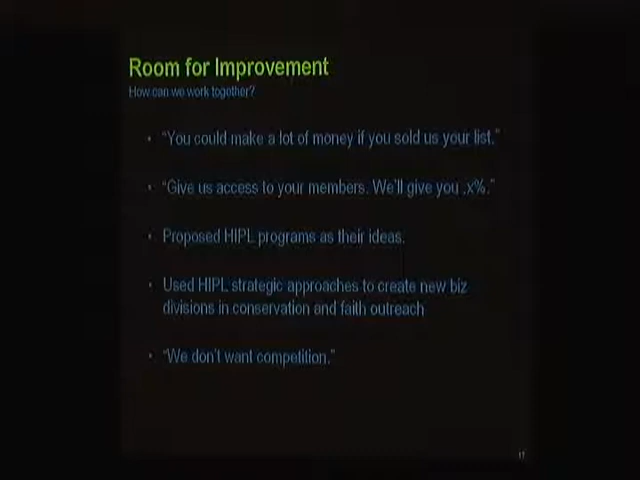 Room for Improvement
How can we work together?
• "You could make a lot of money if you sold us your list."
• "Give us access to your members. We'll give you .x%."
• Proposed HIPL programs as their ideas.
• Used HIPL strategic approaches to create new biz
divisions in conservation and faith outreach
• "We don't want competition."